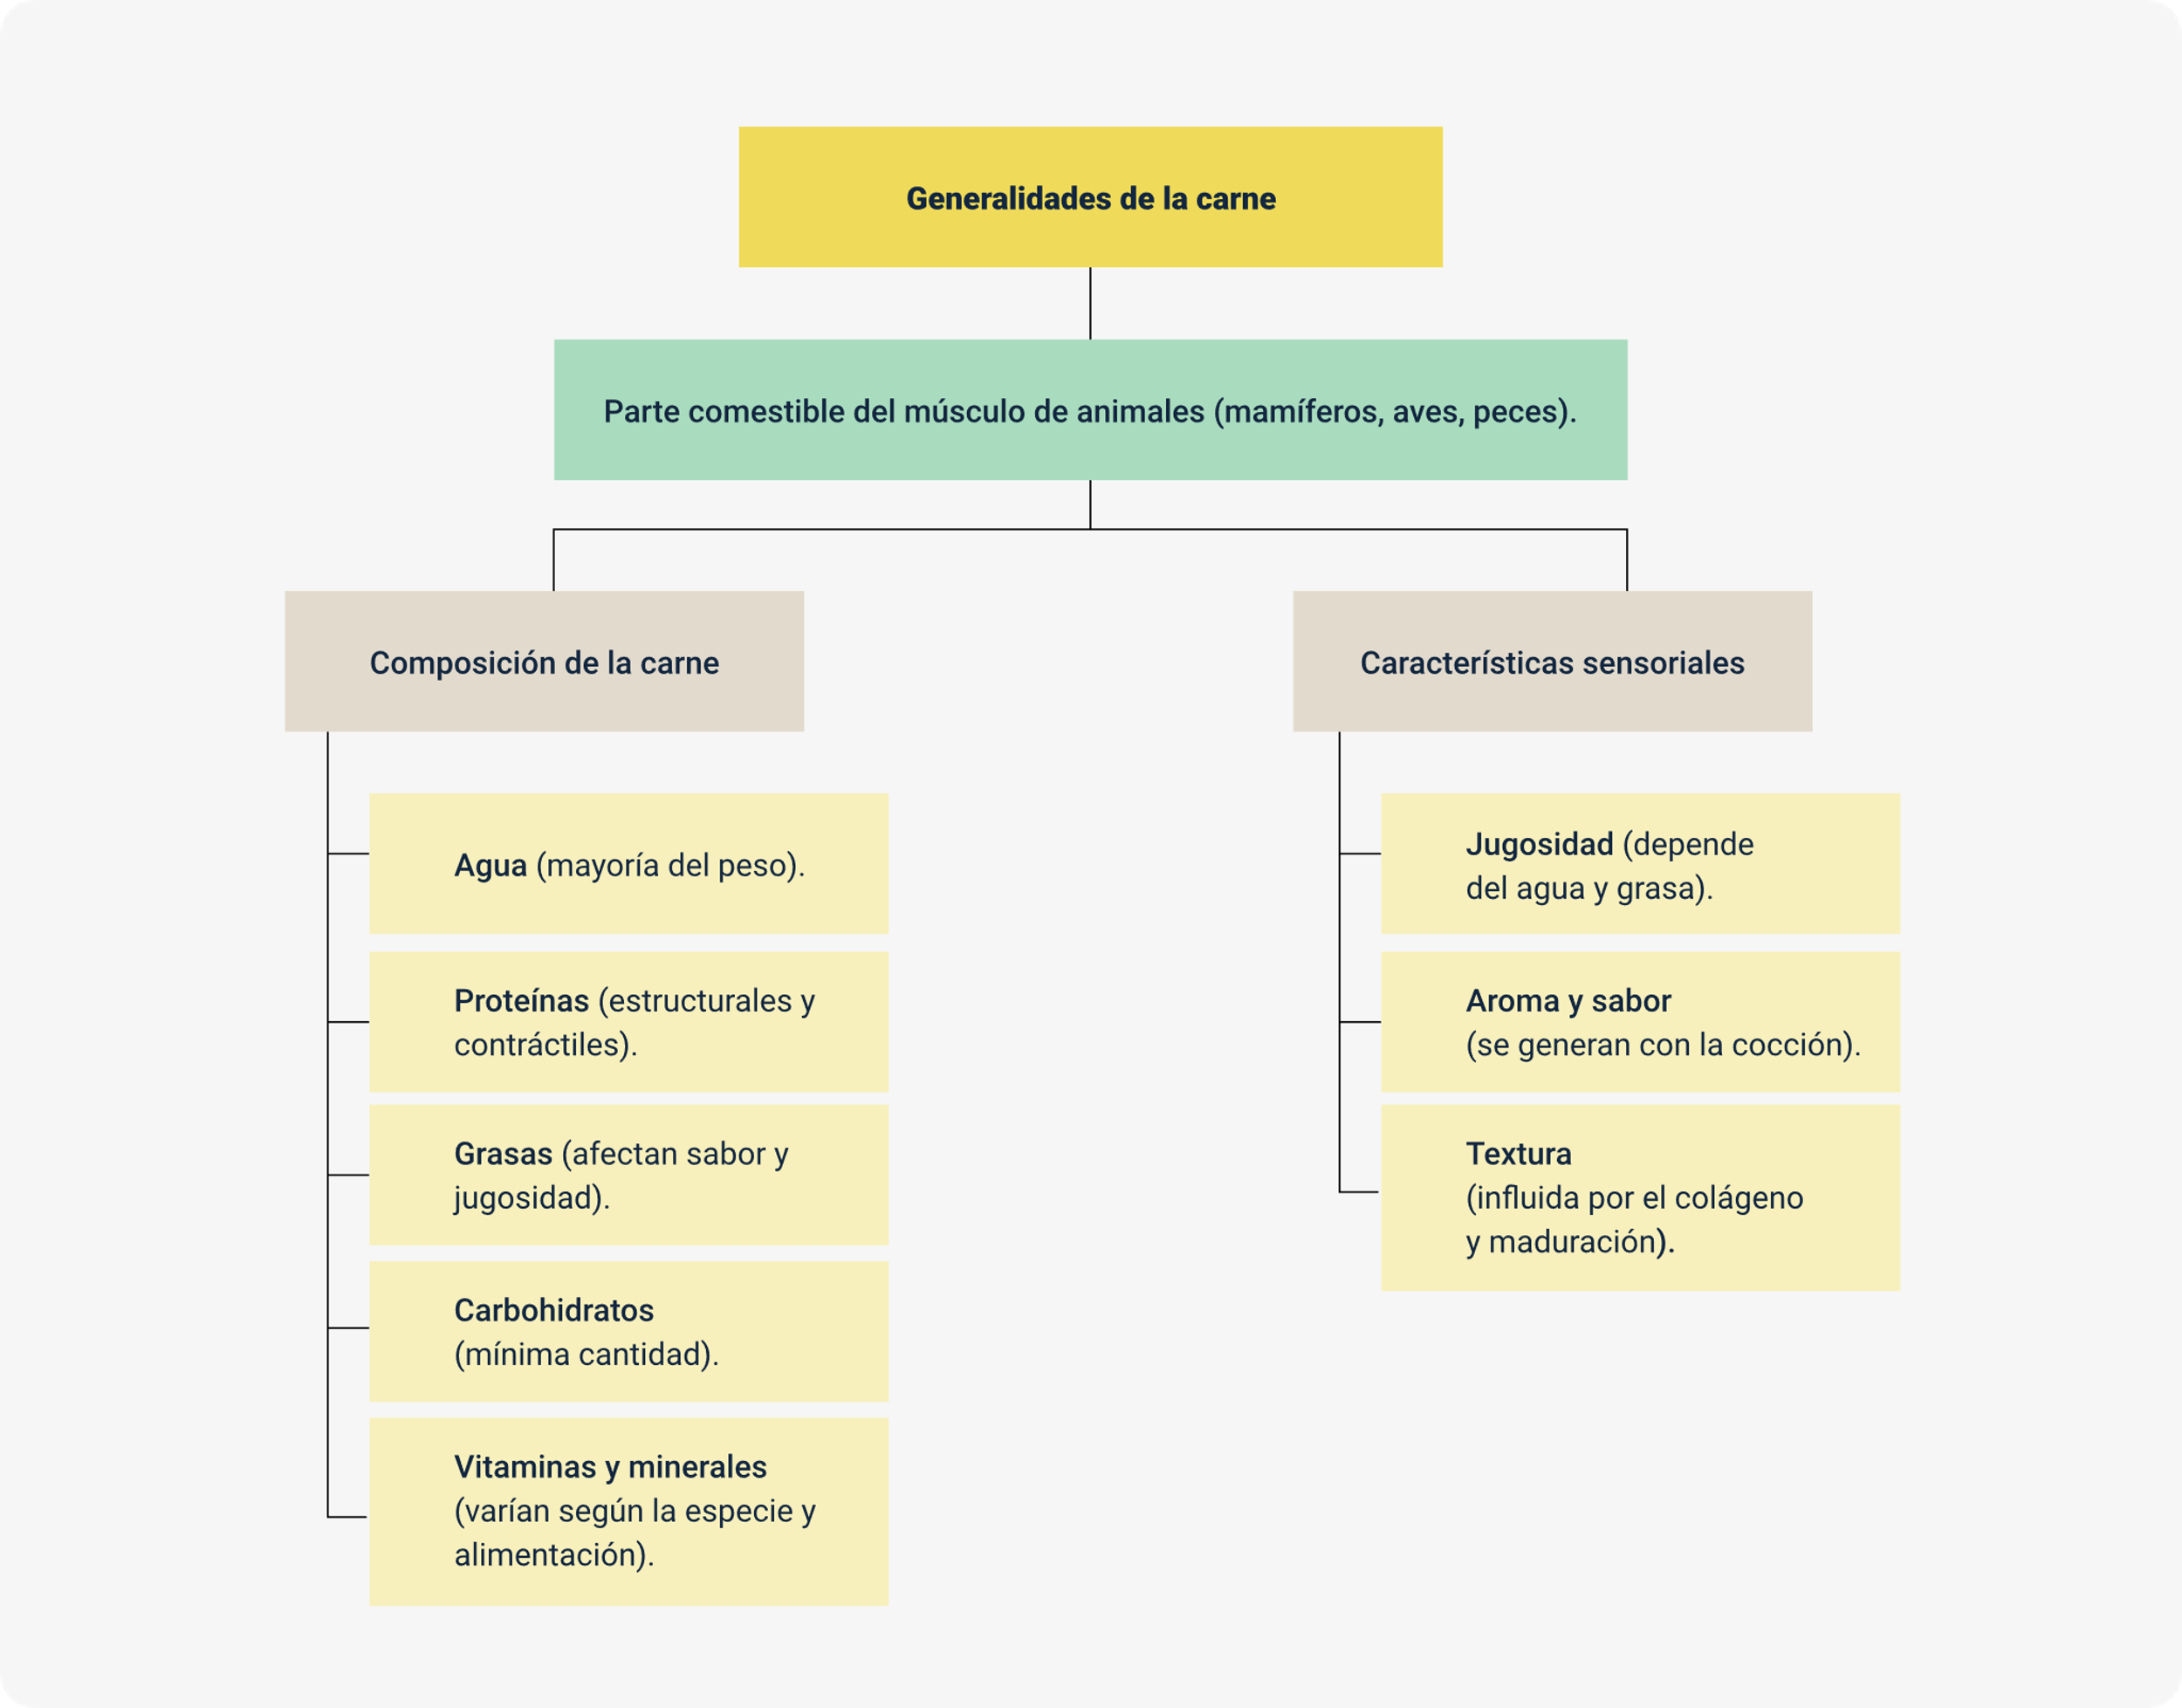 Generalidades de la carne
Parte comestible del músculo de animales (mamíferos, aves, peces).
Composición de la carne
Agua (mayoría del peso).
Proteínas (estructurales y
contráctiles).
Grasas (afectan sabor y
jugosidad).
Carbohidratos
(mínima cantidad).
Vitaminas y minerales
(varían según la especie y
alimentación).
Características sensoriales
Jugosidad (depende
del agua y grasa).
Aroma y sabor
(se generan con la cocción).
Textura
(influida por el colágeno
y maduración).